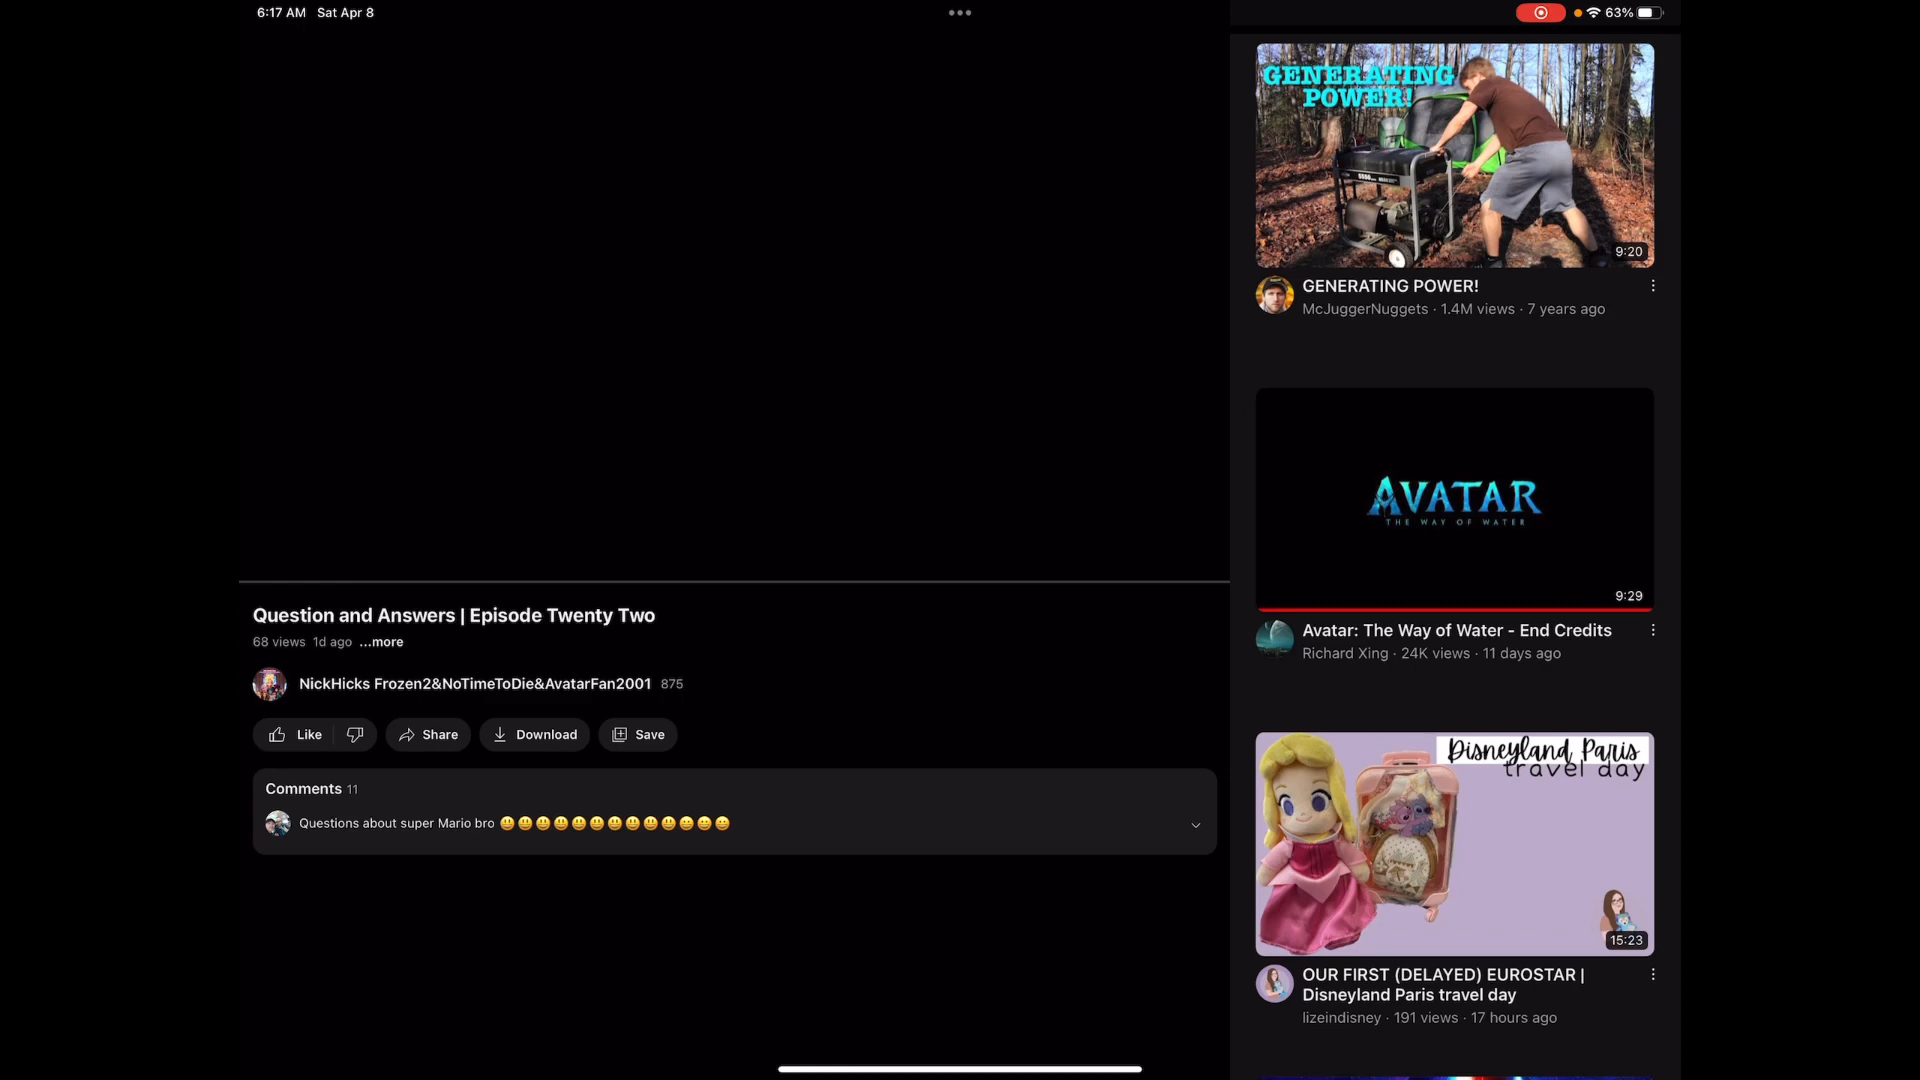 6:17 AM Sat Apr 8
63%
Question and Answers | Episode Twenty Two
68 views 1d ago ...more
NickHicks Frozen2&NoTimeToDie&AvatarFan2001 875
Like
Share
Download
Save
Comments 11
Questions about super Mario bro 😃😃😃😃😃😃😃😃😃😃😄😄😄
GENERATING
POWER!
9:20
GENERATING POWER!
McJuggerNuggets · 1.4M views · 7 years ago
AVATAR
THE WAY OF WATER
9:29
Avatar: The Way of Water - End Credits
Richard Xing · 24K views · 11 days ago
Disneyland Paris
travel day
15:23
OUR FIRST (DELAYED) EUROSTAR |
Disneyland Paris travel day
lizeindisney · 191 views · 17 hours ago